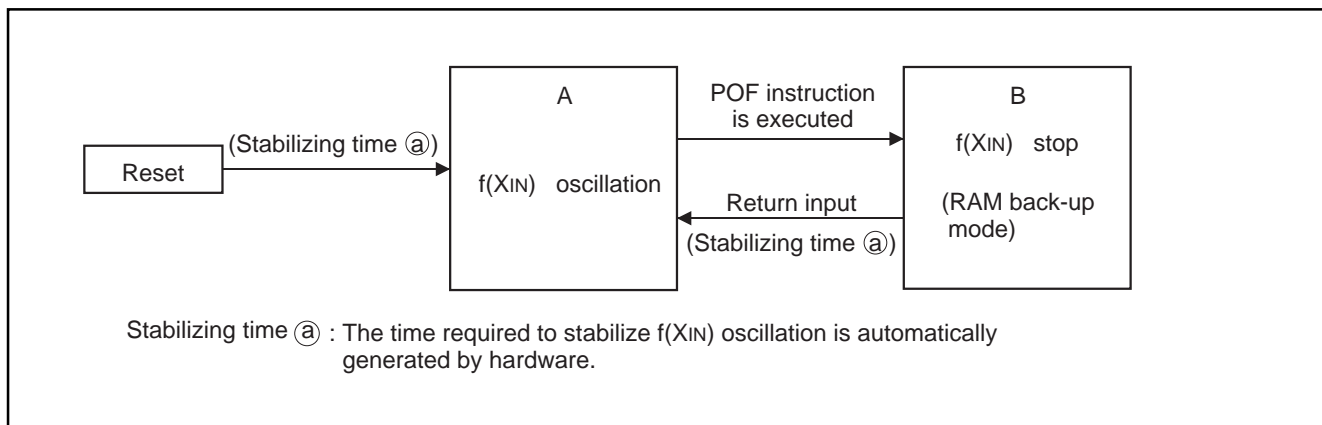 Reset
(Stabilizing time ⓐ)
A
f(XIN) oscillation
POF instruction
is executed
Return input
(Stabilizing time ⓐ)
B
f(XIN) stop
(RAM back-up
mode)
Stabilizing time ⓐ : The time required to stabilize f(XIN) oscillation is automatically
generated by hardware.